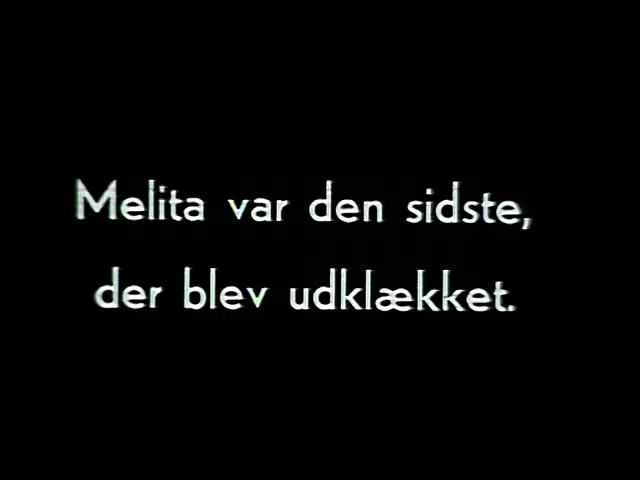 Melita var den sidste,
der blev udklækket.